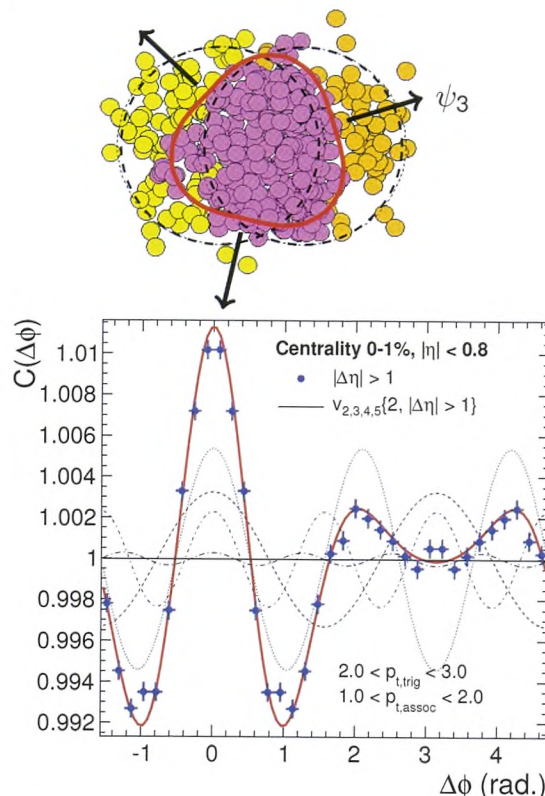 ψ₃
C(Δϕ)
Centrality 0-1%, |η| < 0.8
|Δη| > 1
v2,3,4,5{2, |Δη| > 1}
1.01
1.008
1.006
1.004
1.002
1
0.998
0.996
0.994
0.992
2.0 < pt,trig < 3.0
1.0 < pt,assoc < 2.0
-1 0 1 2 3 4
Δϕ (rad.)